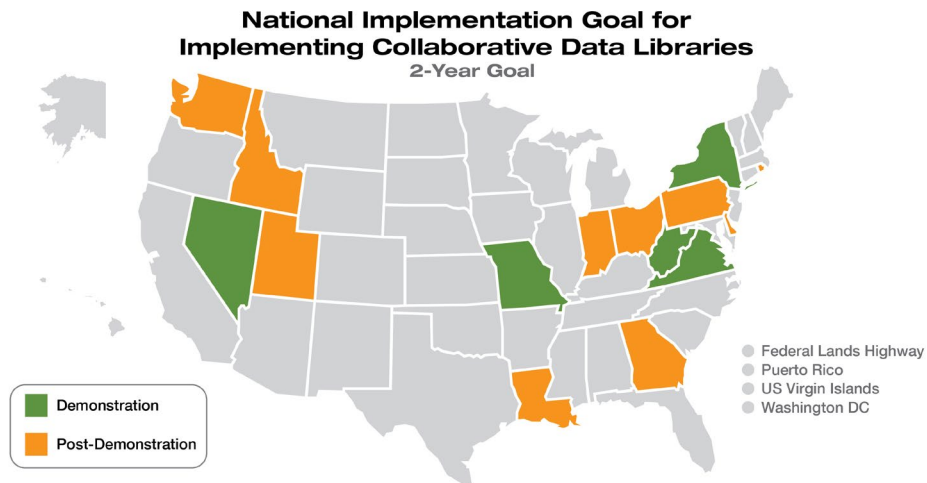 National Implementation Goal for
Implementing Collaborative Data Libraries
2-Year Goal
Federal Lands Highway
Puerto Rico
US Virgin Islands
Washington DC
Demonstration
Post-Demonstration